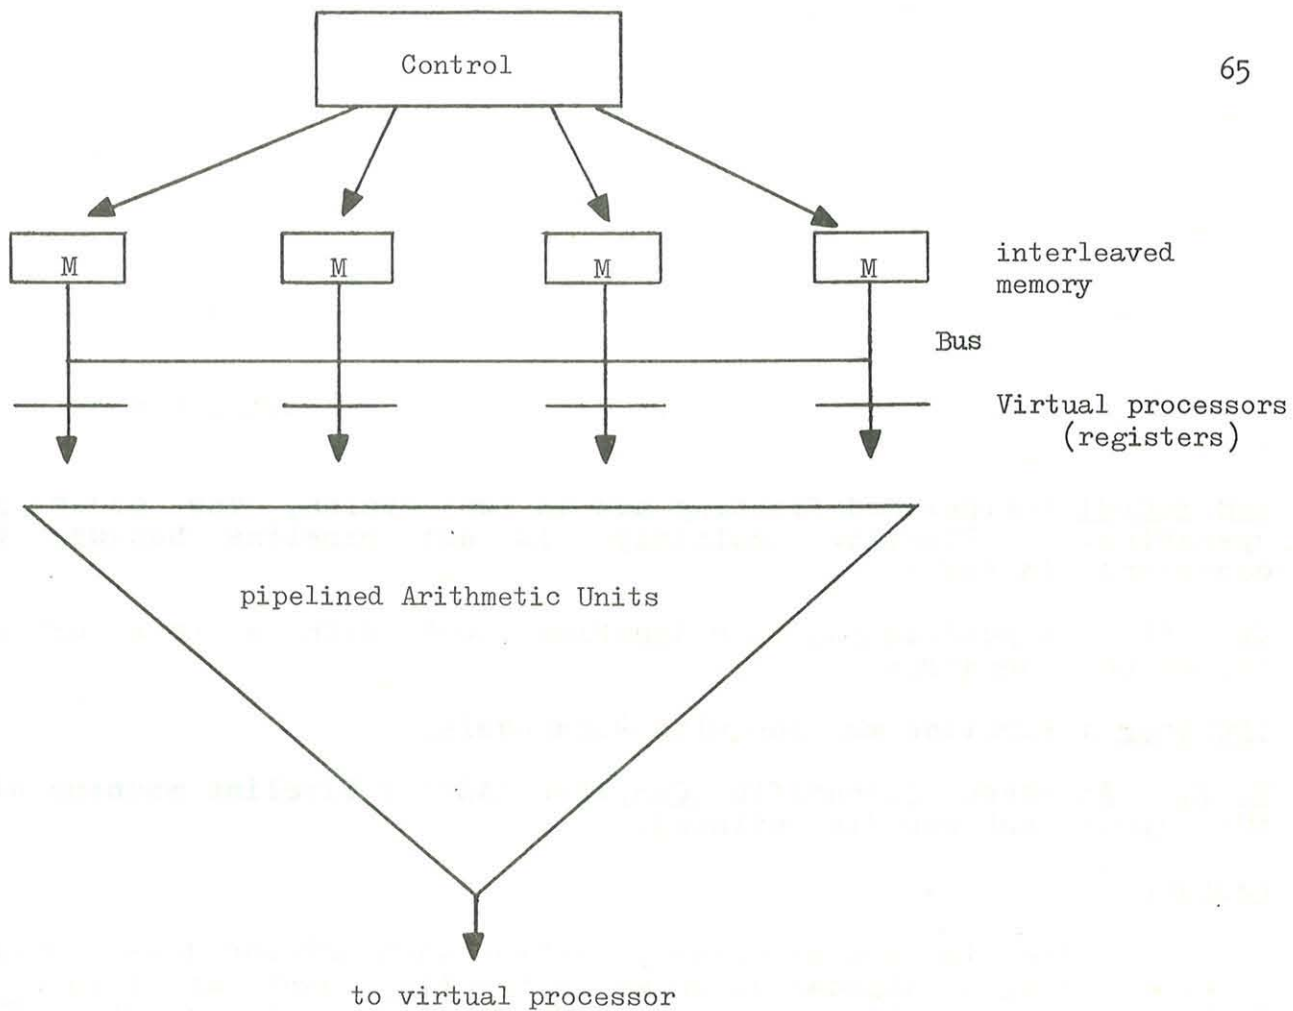 65
Control
M M M M
interleaved
memory
Bus
Virtual processors
(registers)
pipelined Arithmetic Units
to virtual processor